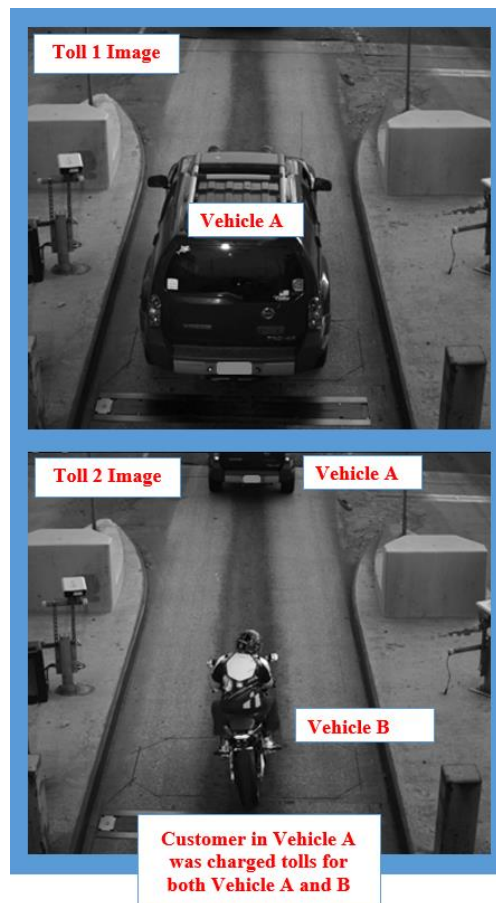 Toll 1 Image
Vehicle A
Toll 2 Image
Vehicle A
Vehicle B
Customer in Vehicle A
was charged tolls for
both Vehicle A and B